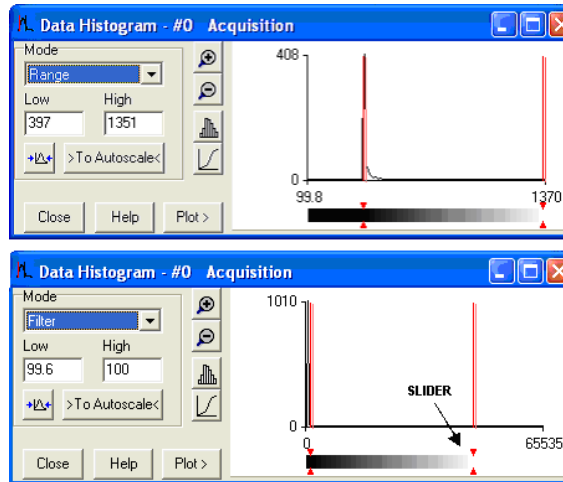 Data Histogram - #0 Acquisition
Mode
Range
Low High
397 1351
>To Autoscale<
Close Help Plot >
408
0
99.8 1370
Data Histogram - #0 Acquisition
Mode
Filter
Low High
99.6 100
>To Autoscale<
Close Help Plot >
1010
0
SLIDER
0 65535